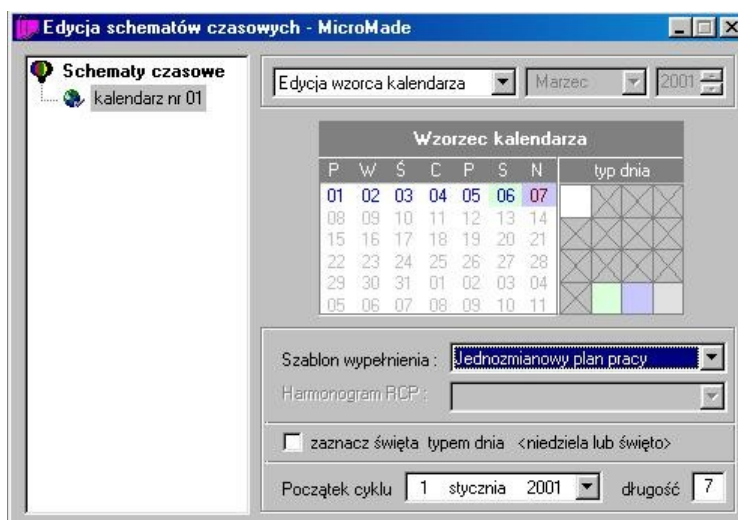 Edycja schematów czasowych - MicroMade
Schematy czasowe
kalendarz nr 01
Edycja wzorca kalendarza
Marzec
2001
Wzorzec kalendarza
P W Ś C P S N typ dnia
01 02 03 04 05 06 07
08 09 10 11 12 13 14
15 16 17 18 19 20 21
22 23 24 25 26 27 28
29 30 31 01 02 03 04
05 06 07 08 09 10 11
Szablon wypełnienia : Jednozmianowy plan pracy
Harmonogram RCP :
zaznacz święta typem dnia <niedziela lub święto>
Początek cyklu 1 stycznia 2001 długość 7